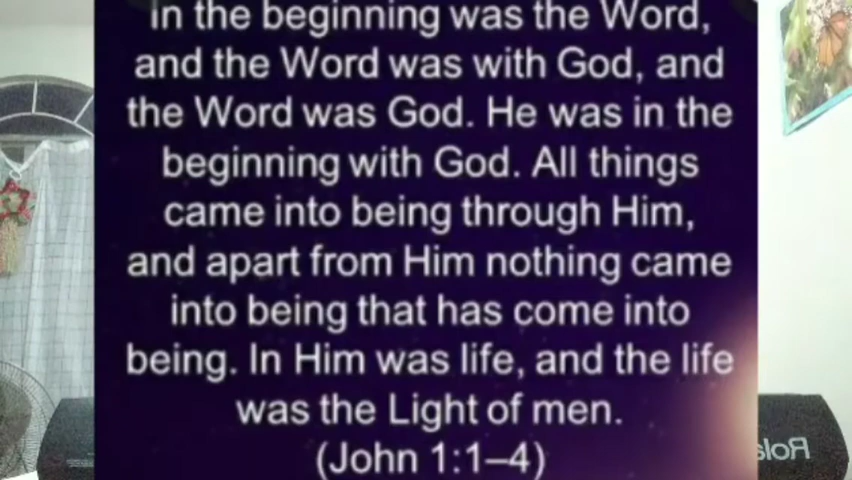 in the beginning was the Word,
and the Word was with God, and
the Word was God. He was in the
beginning with God. All things
came into being through Him,
and apart from Him nothing came
into being that has come into
being. In Him was life, and the life
was the Light of men.
(John 1:1–4)